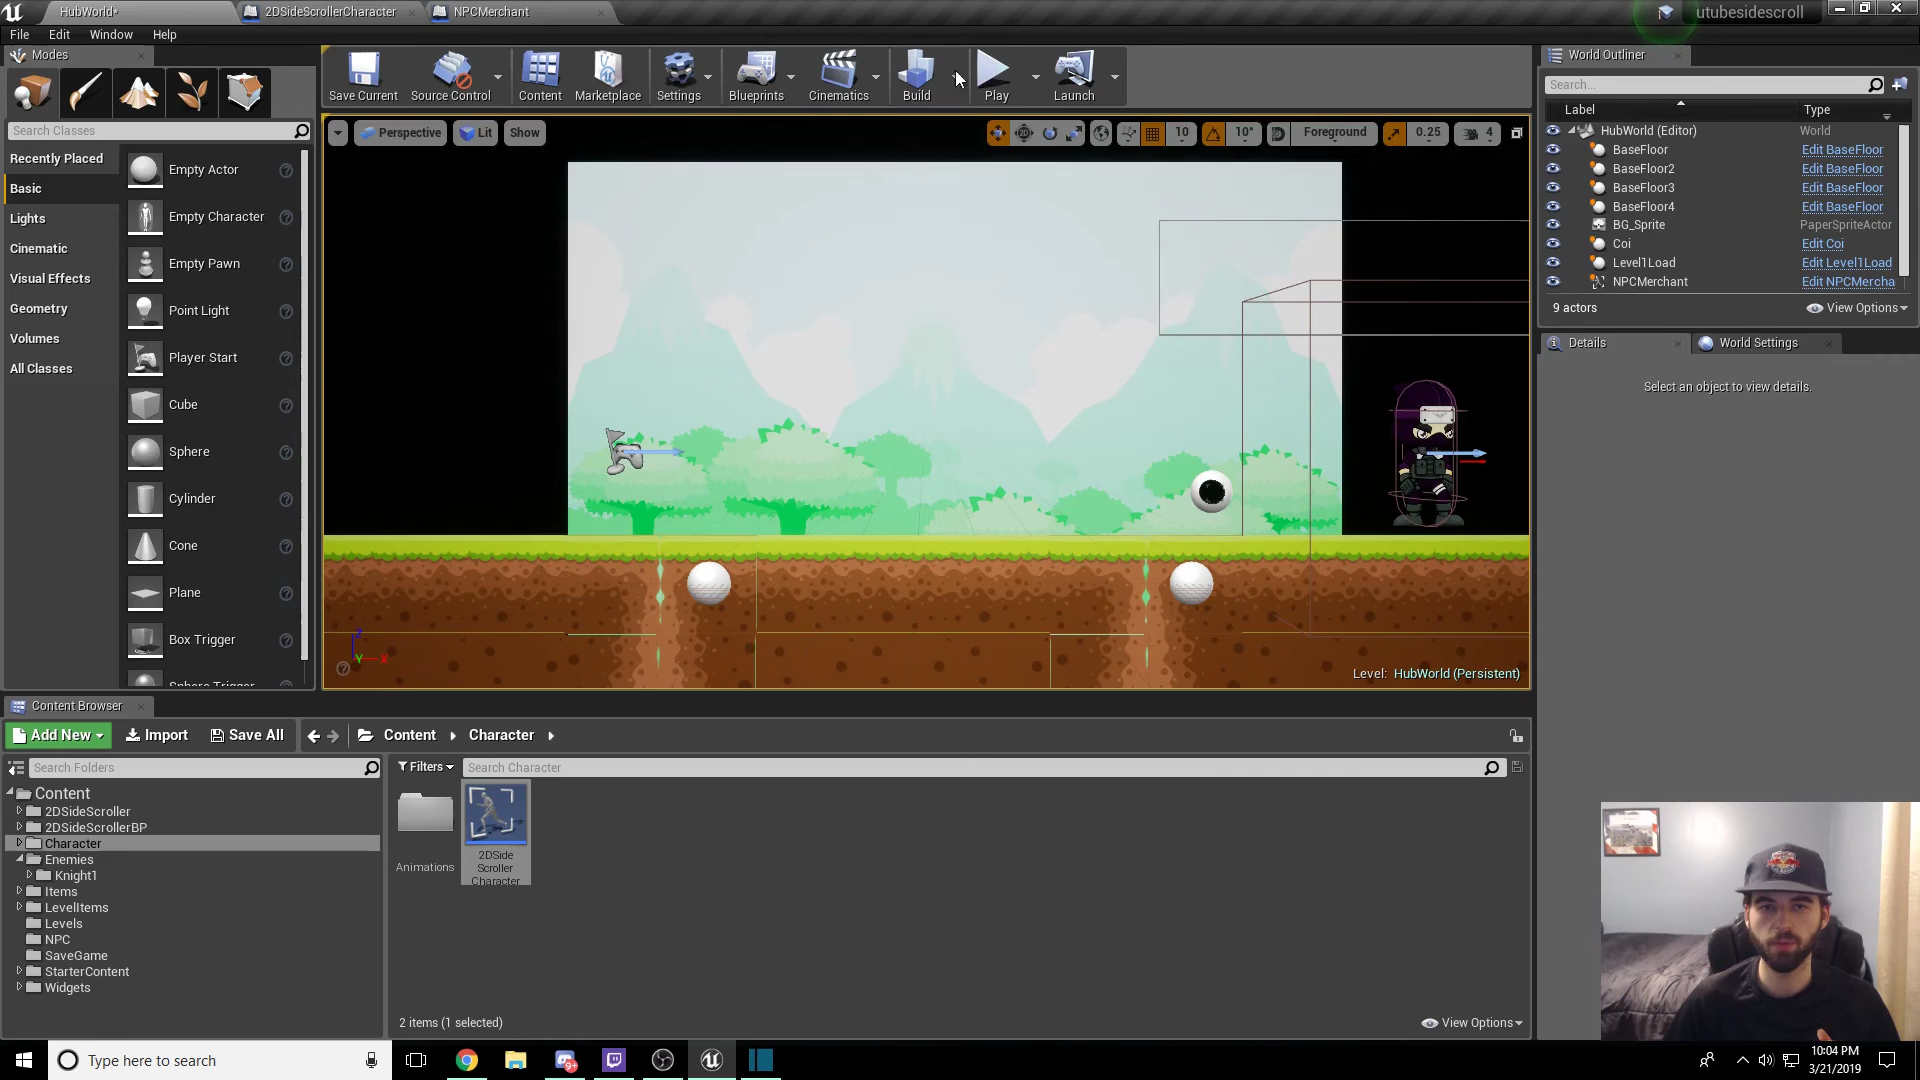 HubWorld*
2DSideScrollerCharacter
NPCMerchant
utubesidescroll
File
Edit
Window
Help
Modes
Save Current
Source Control
Content
Marketplace
Settings
Blueprints
Cinematics
Build
Play
Launch
World Outliner
Search...
Label
Type
HubWorld (Editor)
World
BaseFloor
Edit BaseFloor
BaseFloor2
Edit BaseFloor
BaseFloor3
Edit BaseFloor
BaseFloor4
Edit BaseFloor
BG_Sprite
PaperSpriteActor
Coi
Edit Coi
Level1Load
Edit Level1Load
NPCMerchant
Edit NPCMercha
9 actors
View Options
Details
World Settings
Select an object to view details.
Search Classes
Recently Placed
Basic
Lights
Cinematic
Visual Effects
Geometry
Volumes
All Classes
Empty Actor
Empty Character
Empty Pawn
Point Light
Player Start
Cube
Sphere
Cylinder
Cone
Plane
Box Trigger
Sphere Trigger
Perspective
Lit
Show
10
10°
Foreground
0.25
4
Z
Y
X
Level: HubWorld (Persistent)
Content Browser
Add New
Import
Save All
Content
Character
Search Folders
Filters
Search Character
Content
2DSideScroller
2DSideScrollerBP
Character
Enemies
Knight1
Items
LevelItems
Levels
NPC
SaveGame
StarterContent
Widgets
Animations
2DSide
Scroller
Character
2 items (1 selected)
View Options
Type here to search
9+
10:04 PM
3/21/2019